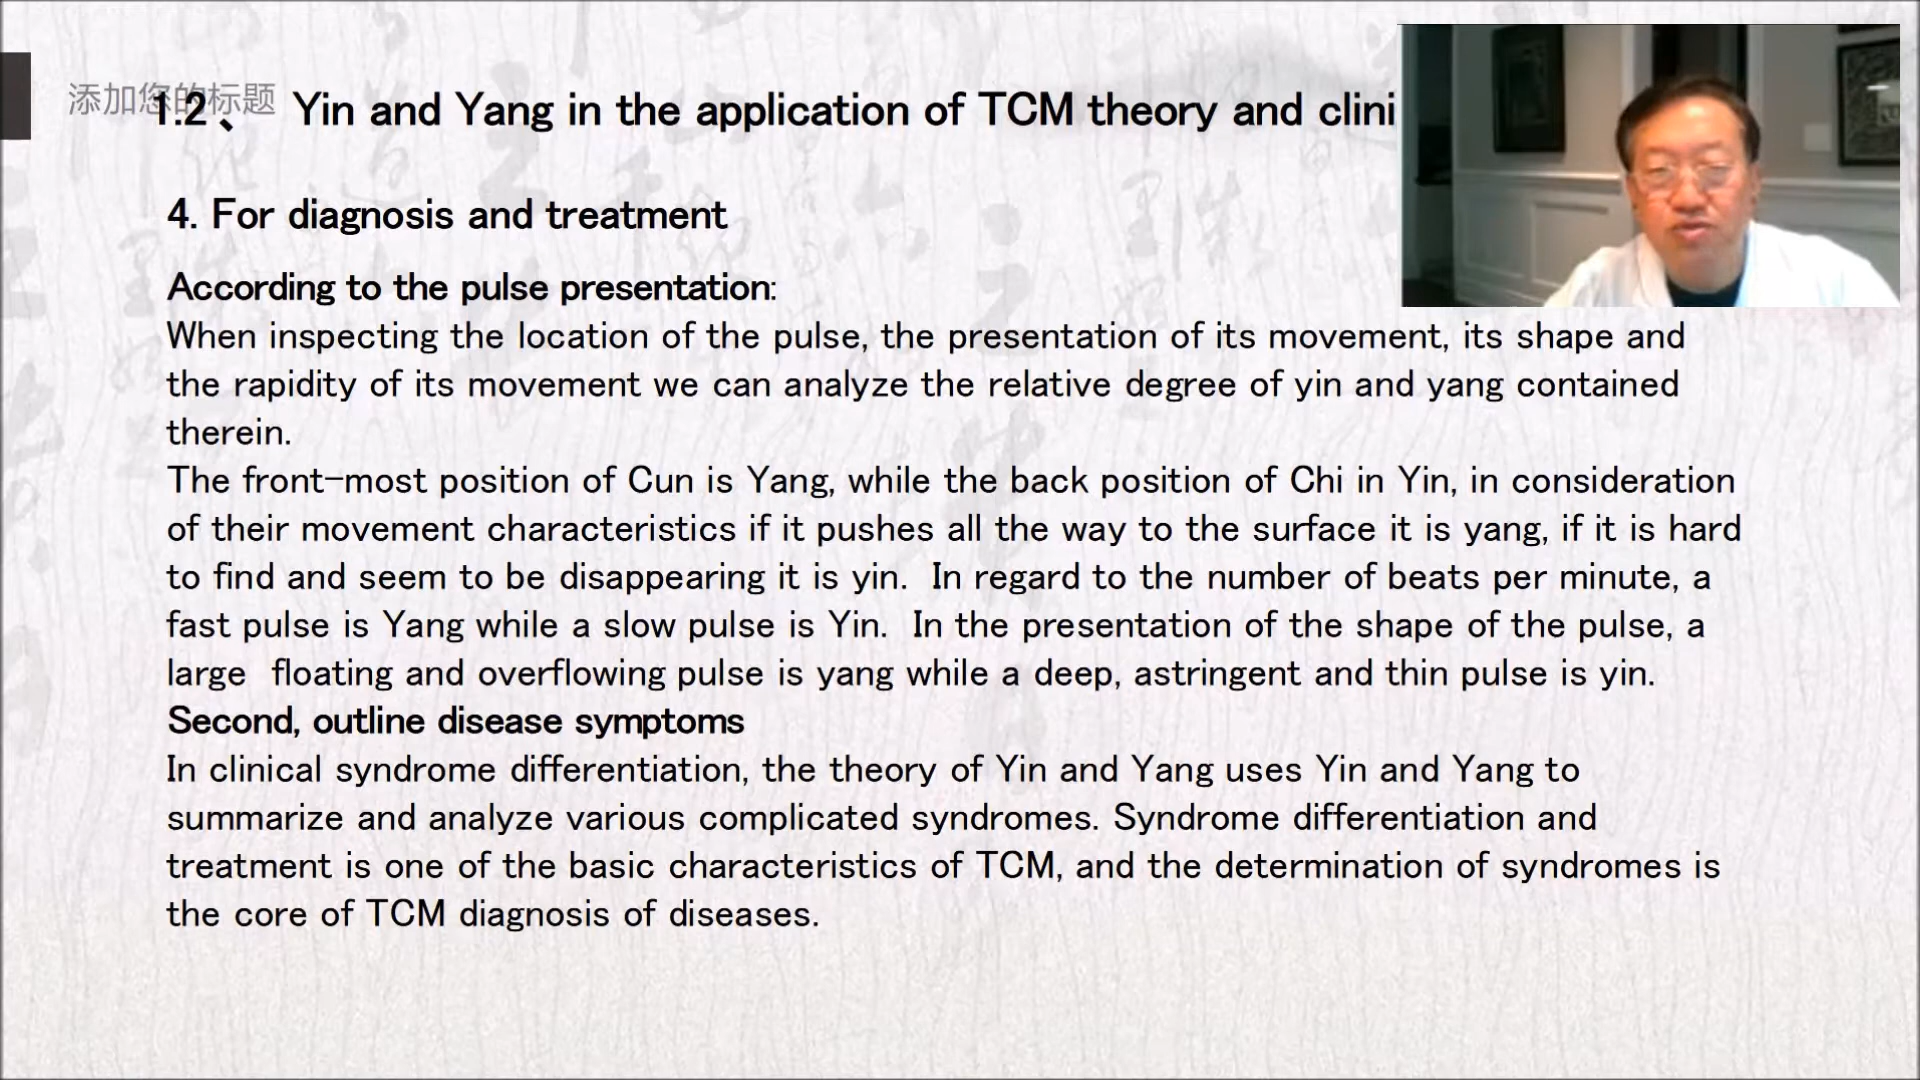 添加您的标题
1.2、 Yin and Yang in the application of TCM theory and clini
4. For diagnosis and treatment
According to the pulse presentation:
When inspecting the location of the pulse, the presentation of its movement, its shape and
the rapidity of its movement we can analyze the relative degree of yin and yang contained
therein.
The front-most position of Cun is Yang, while the back position of Chi in Yin, in consideration
of their movement characteristics if it pushes all the way to the surface it is yang, if it is hard
to find and seem to be disappearing it is yin. In regard to the number of beats per minute, a
fast pulse is Yang while a slow pulse is Yin. In the presentation of the shape of the pulse, a
large floating and overflowing pulse is yang while a deep, astringent and thin pulse is yin.
Second, outline disease symptoms
In clinical syndrome differentiation, the theory of Yin and Yang uses Yin and Yang to
summarize and analyze various complicated syndromes. Syndrome differentiation and
treatment is one of the basic characteristics of TCM, and the determination of syndromes is
the core of TCM diagnosis of diseases.